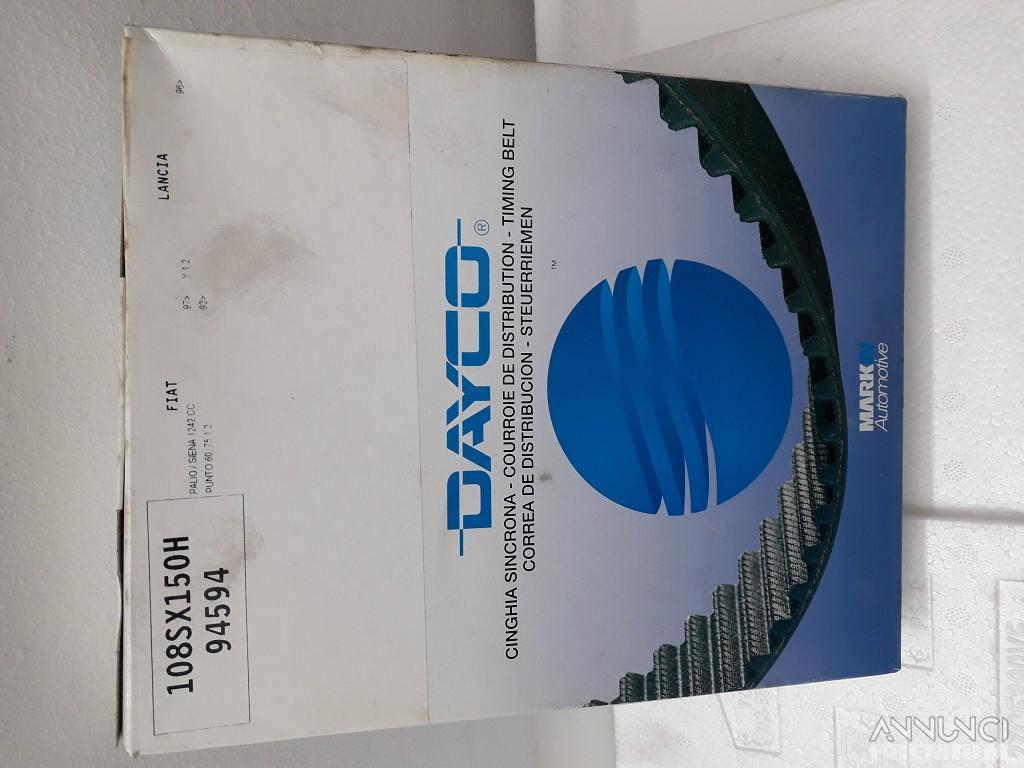 108SX150H
94594
FIAT
PALIO / SIENA 1242 CC 97>
PUNTO 60, 75 1.2 93>
LANCIA
Y 1.2 96>
DAYCO®
CINGHIA SINCRONA - COURROIE DE DISTRIBUTION - TIMING BELT
CORREA DE DISTRIBUCION - STEUERRIEMEN
TM
MARK IV
Automotive
ANNUNCI